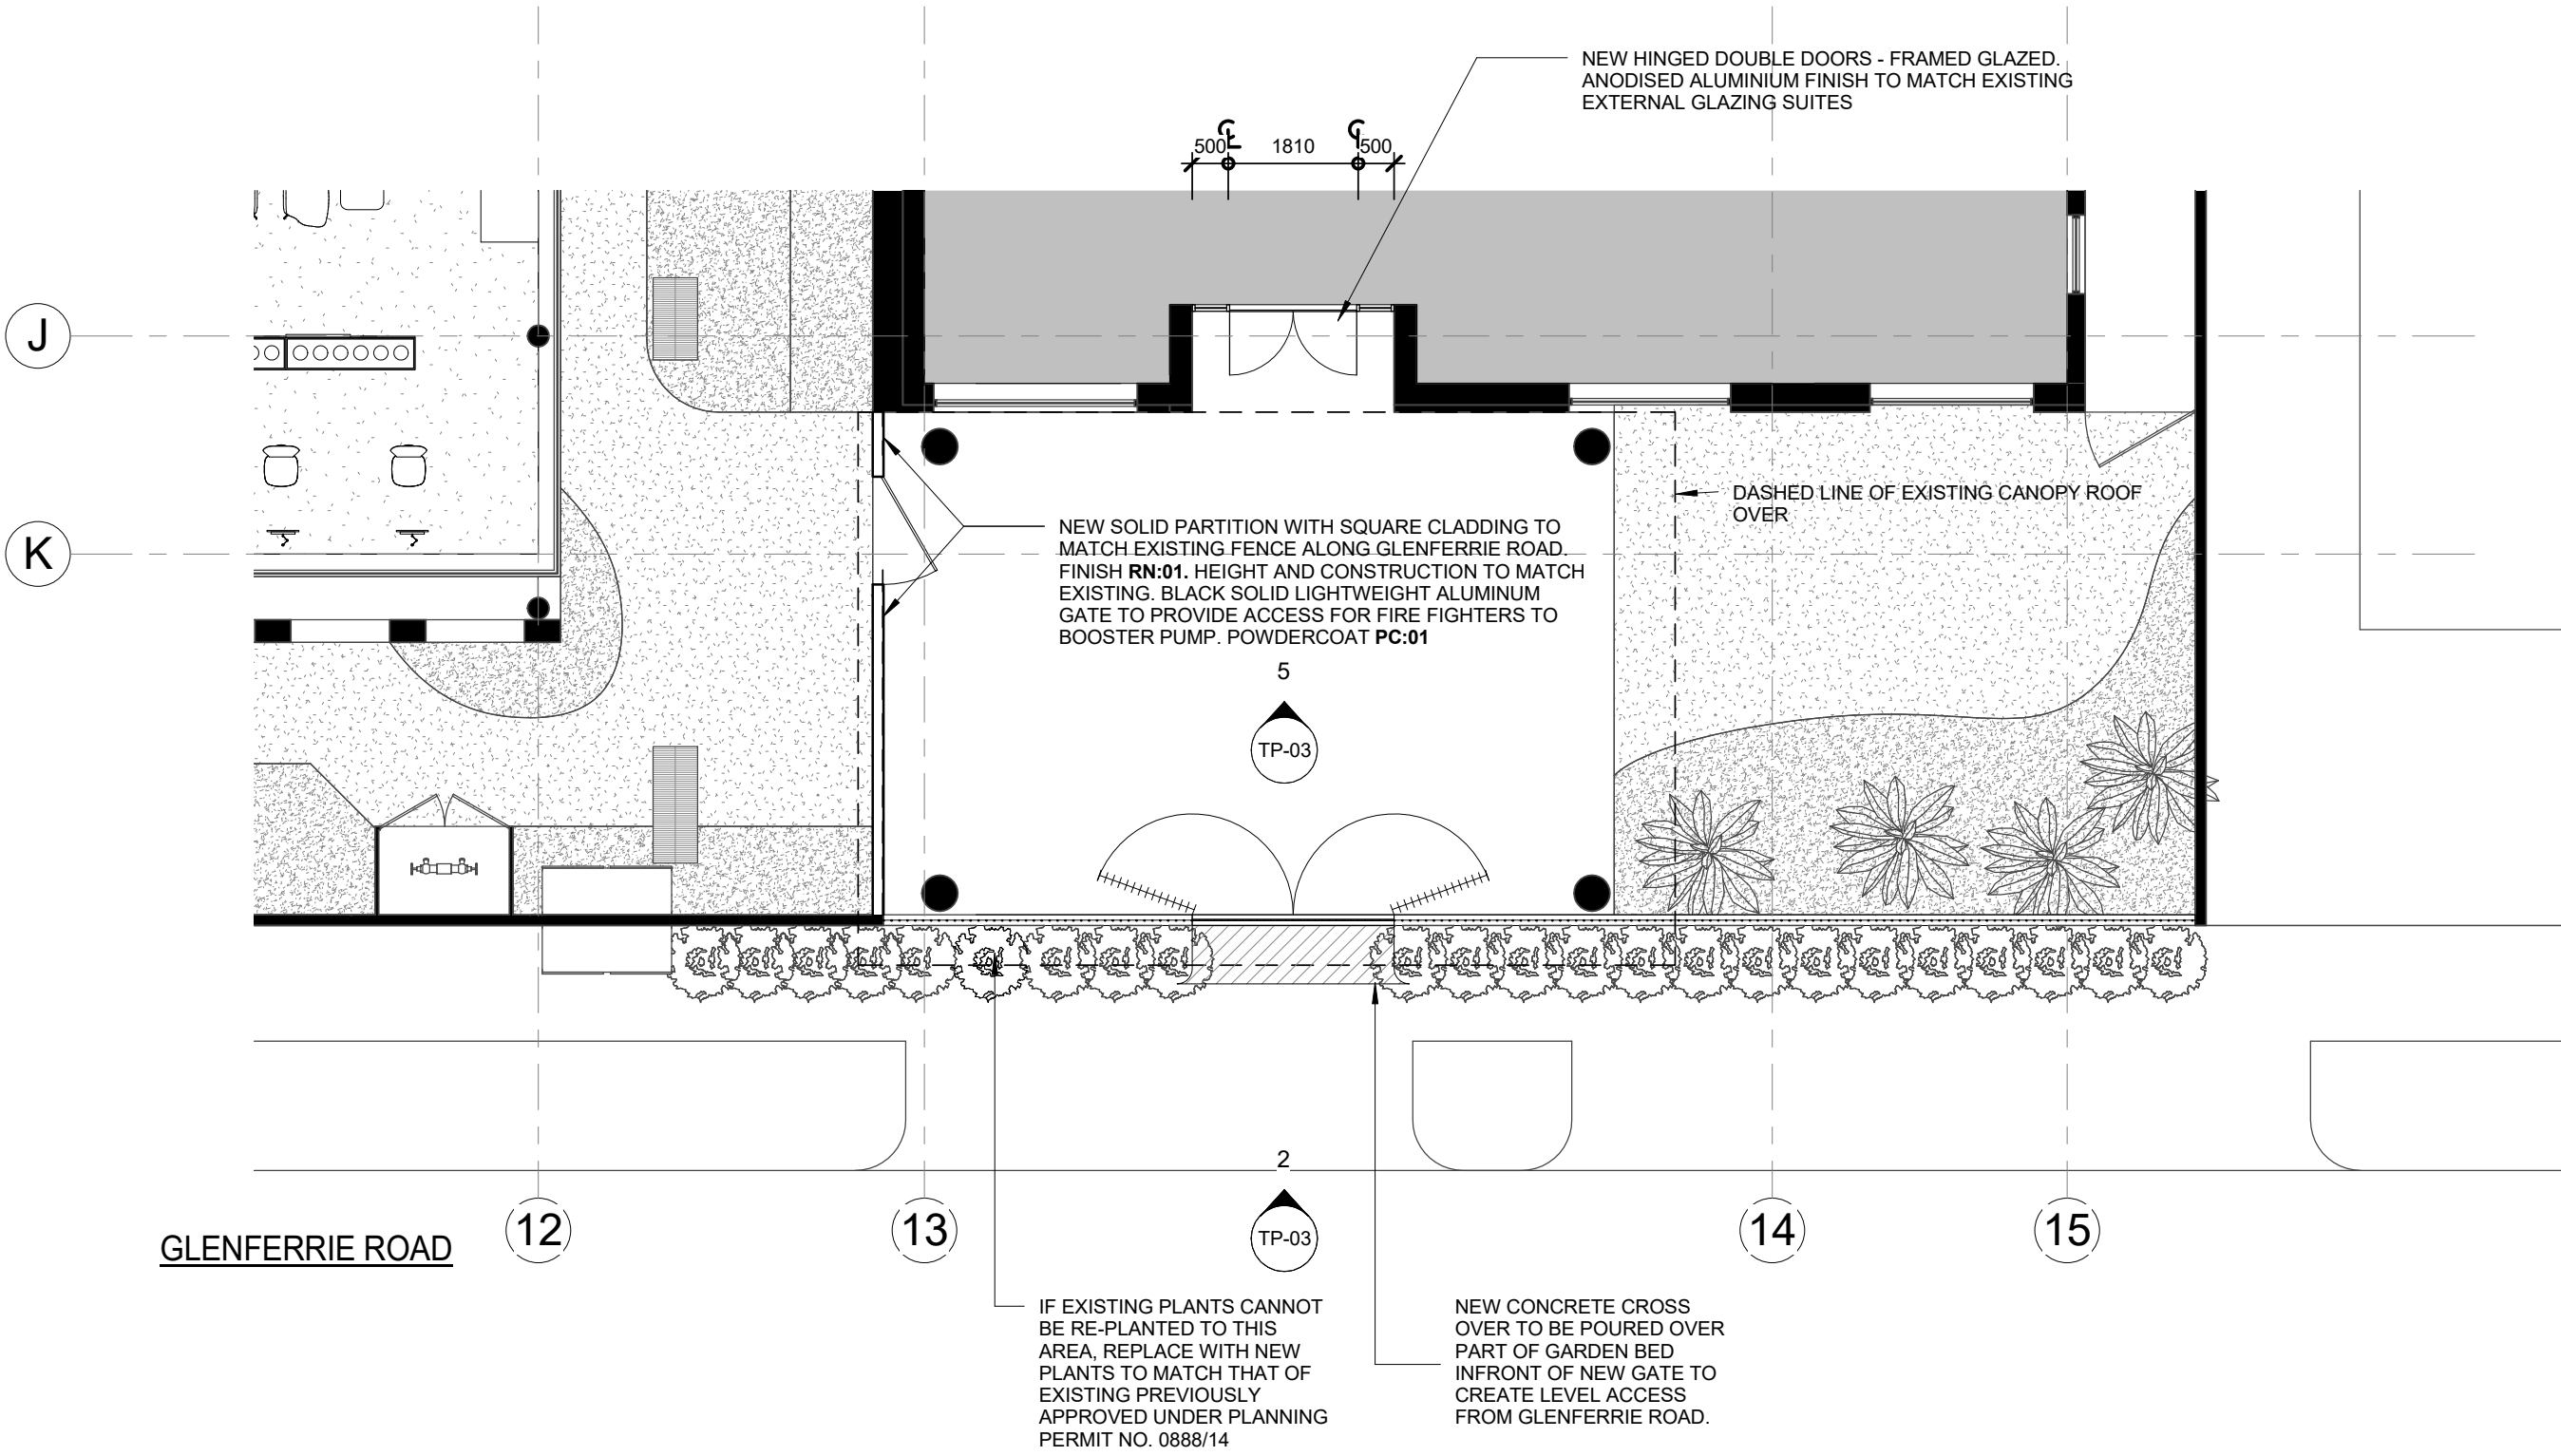 NEW HINGED DOUBLE DOORS - FRAMED GLAZED.
ANODISED ALUMINIUM FINISH TO MATCH EXISTING
EXTERNAL GLAZING SUITES
500 1810 500
J
DASHED LINE OF EXISTING CANOPY ROOF
OVER
K
NEW SOLID PARTITION WITH SQUARE CLADDING TO
MATCH EXISTING FENCE ALONG GLENFERRIE ROAD.
FINISH RN:01. HEIGHT AND CONSTRUCTION TO MATCH
EXISTING. BLACK SOLID LIGHTWEIGHT ALUMINUM
GATE TO PROVIDE ACCESS FOR FIRE FIGHTERS TO
BOOSTER PUMP. POWDERCOAT PC:01
5
TP-03
2
TP-03
12
13
14
15
GLENFERRIE ROAD
IF EXISTING PLANTS CANNOT
BE RE-PLANTED TO THIS
AREA, REPLACE WITH NEW
PLANTS TO MATCH THAT OF
EXISTING PREVIOUSLY
APPROVED UNDER PLANNING
PERMIT NO. 0888/14
NEW CONCRETE CROSS
OVER TO BE POURED OVER
PART OF GARDEN BED
INFRONT OF NEW GATE TO
CREATE LEVEL ACCESS
FROM GLENFERRIE ROAD.